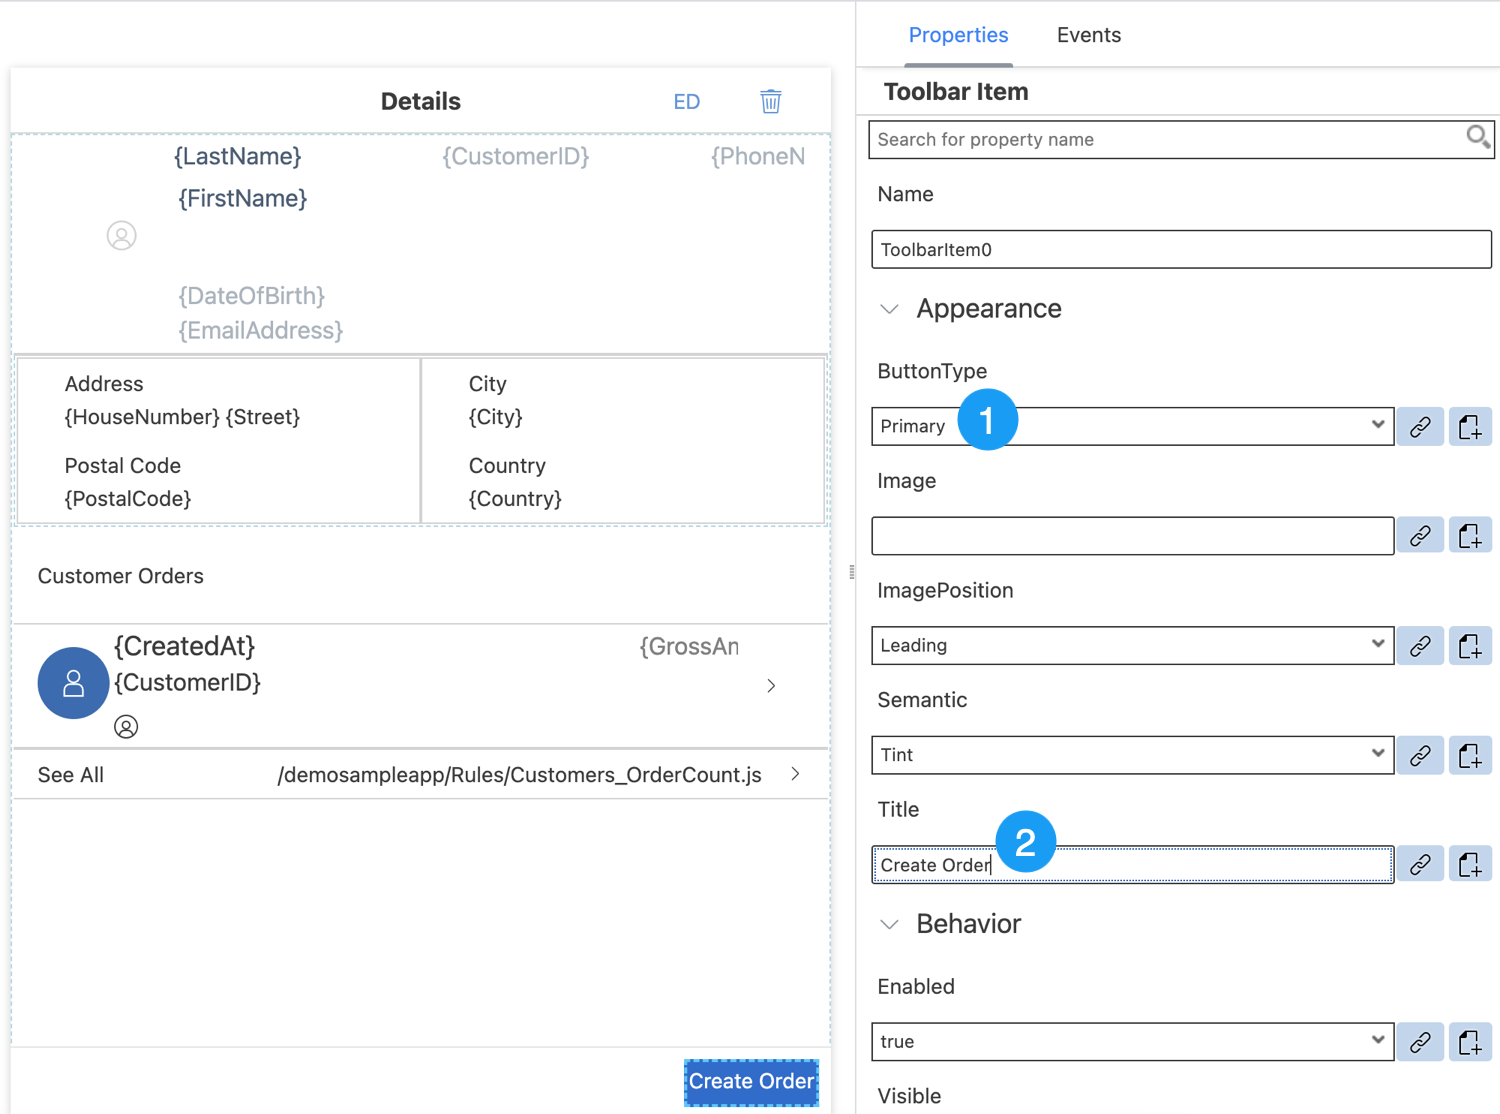 Details
ED
{LastName}
{CustomerID}
{PhoneN
{FirstName}
{DateOfBirth}
{EmailAddress}
Address
{HouseNumber} {Street}
City
{City}
Postal Code
{PostalCode}
Country
{Country}
Customer Orders
{CreatedAt}
{GrossAn
{CustomerID}
See All
/demosampleapp/Rules/Customers_OrderCount.js
Create Order
Properties
Events
Toolbar Item
Search for property name
Name
ToolbarItem0
Appearance
ButtonType
Primary
1
Image
ImagePosition
Leading
Semantic
Tint
Title
2
Create Order
Behavior
Enabled
true
Visible